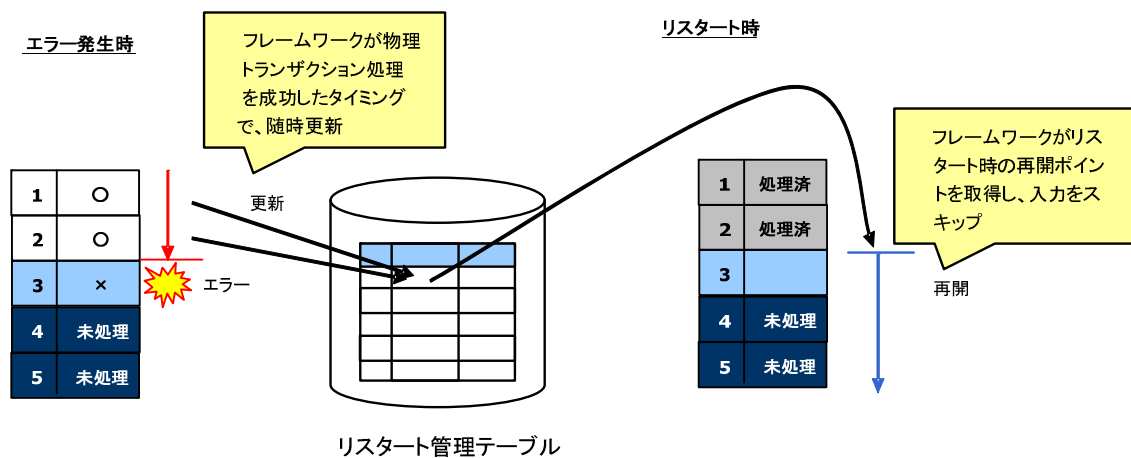 エラー発生時
リスタート時
フレームワークが物理
トランザクション処理
を成功したタイミング
で、随時更新
フレームワークがリス
タート時の再開ポイン
トを取得し、入力をス
キップ
1 ○
2 ○
3 ×
4 未処理
5 未処理
更新
エラー
1 処理済
2 処理済
3
4 未処理
5 未処理
再開
リスタート管理テーブル